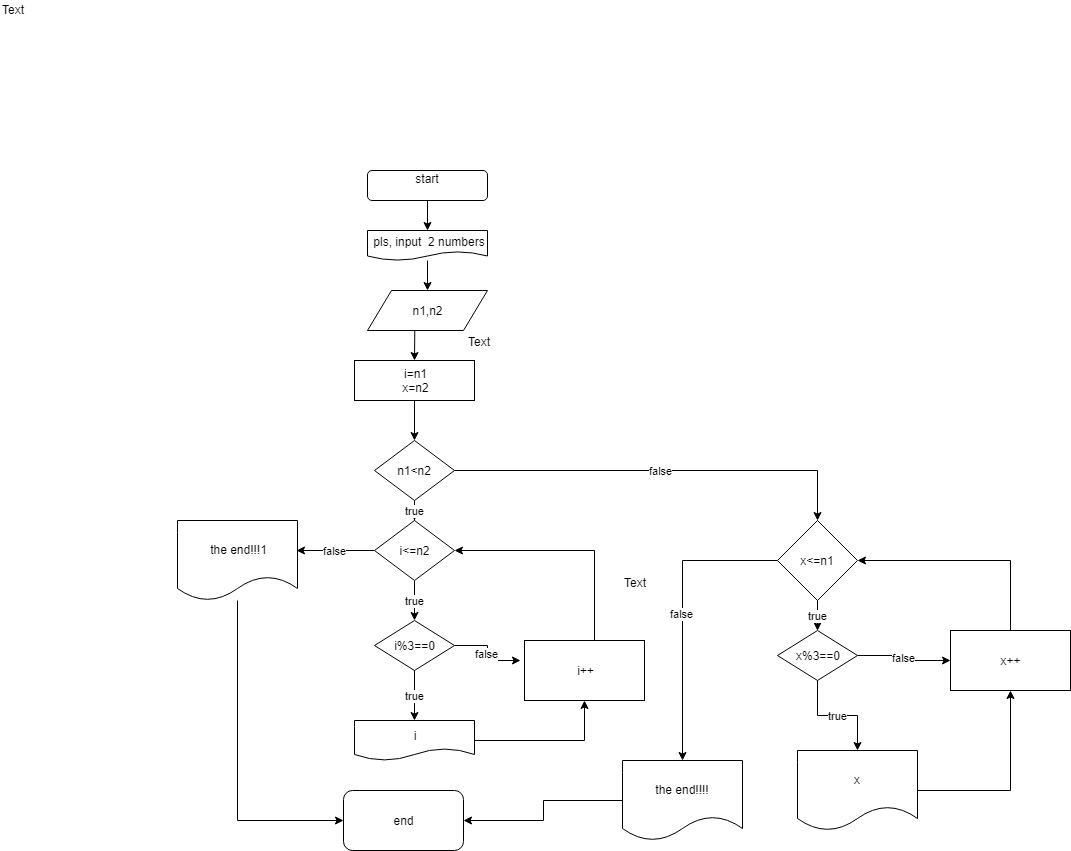 Text
start
pls, input 2 numbers
n1,n2
Text
i=n1
x=n2
n1<n2
false
true
the end!!!1
false
i<=n2
x<=n1
Text
true
false
true
i%3==0
false
i++
x%3==0
false
x++
true
true
i
x
the end!!!!
end